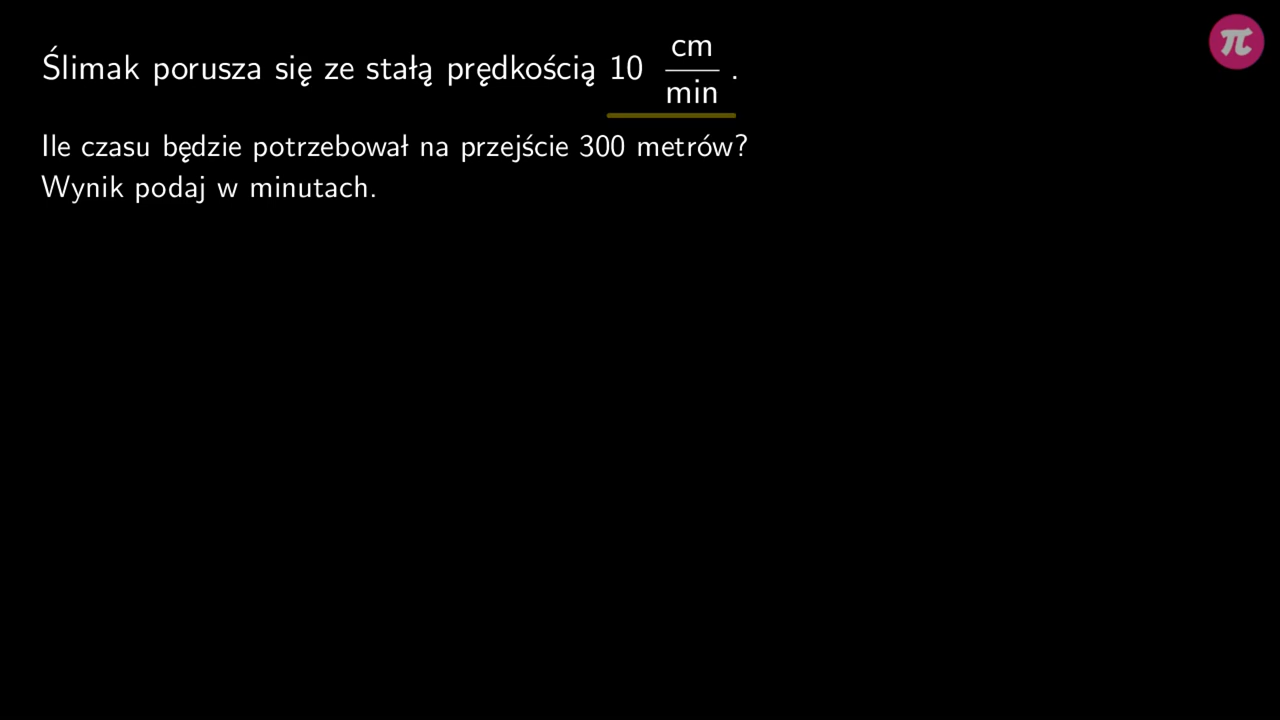 Ślimak porusza się ze stałą prędkością 10 cm/min.
Ile czasu będzie potrzebował na przejście 300 metrów?
Wynik podaj w minutach.
π